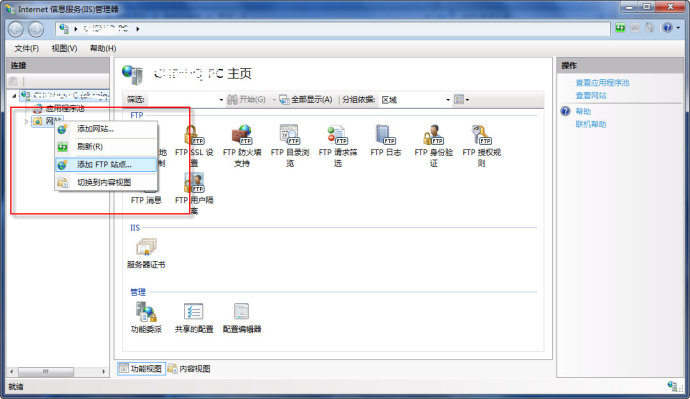 Internet 信息服务(IIS)管理器
文件(F) 视图(V) 帮助(H)
连接
应用程序池
网站
添加网站...
刷新(R)
添加 FTP 站点...
切换到内容视图
PC 主页
筛选: 开始(G) 全部显示(A) 分组依据: 区域
FTP
FTP SSL 设置
FTP 防火墙支持
FTP 目录浏览
FTP 请求筛选
FTP 日志
FTP 身份验证
FTP 授权规则
FTP 消息
FTP 用户隔离
IIS
服务器证书
管理
功能委派
共享的配置
配置编辑器
功能视图 内容视图
操作
查看应用程序池
查看网站
帮助
联机帮助
就绪